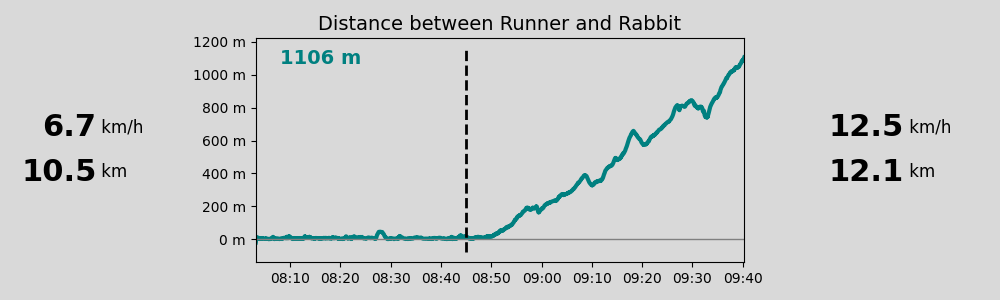 Distance between Runner and Rabbit
1200 m
1106 m
1000 m
800 m
6.7 km/h
12.5 km/h
600 m
10.5 km
12.1 km
400 m
200 m
0 m
08:10 08:20 08:30 08:40 08:50 09:00 09:10 09:20 09:30 09:40